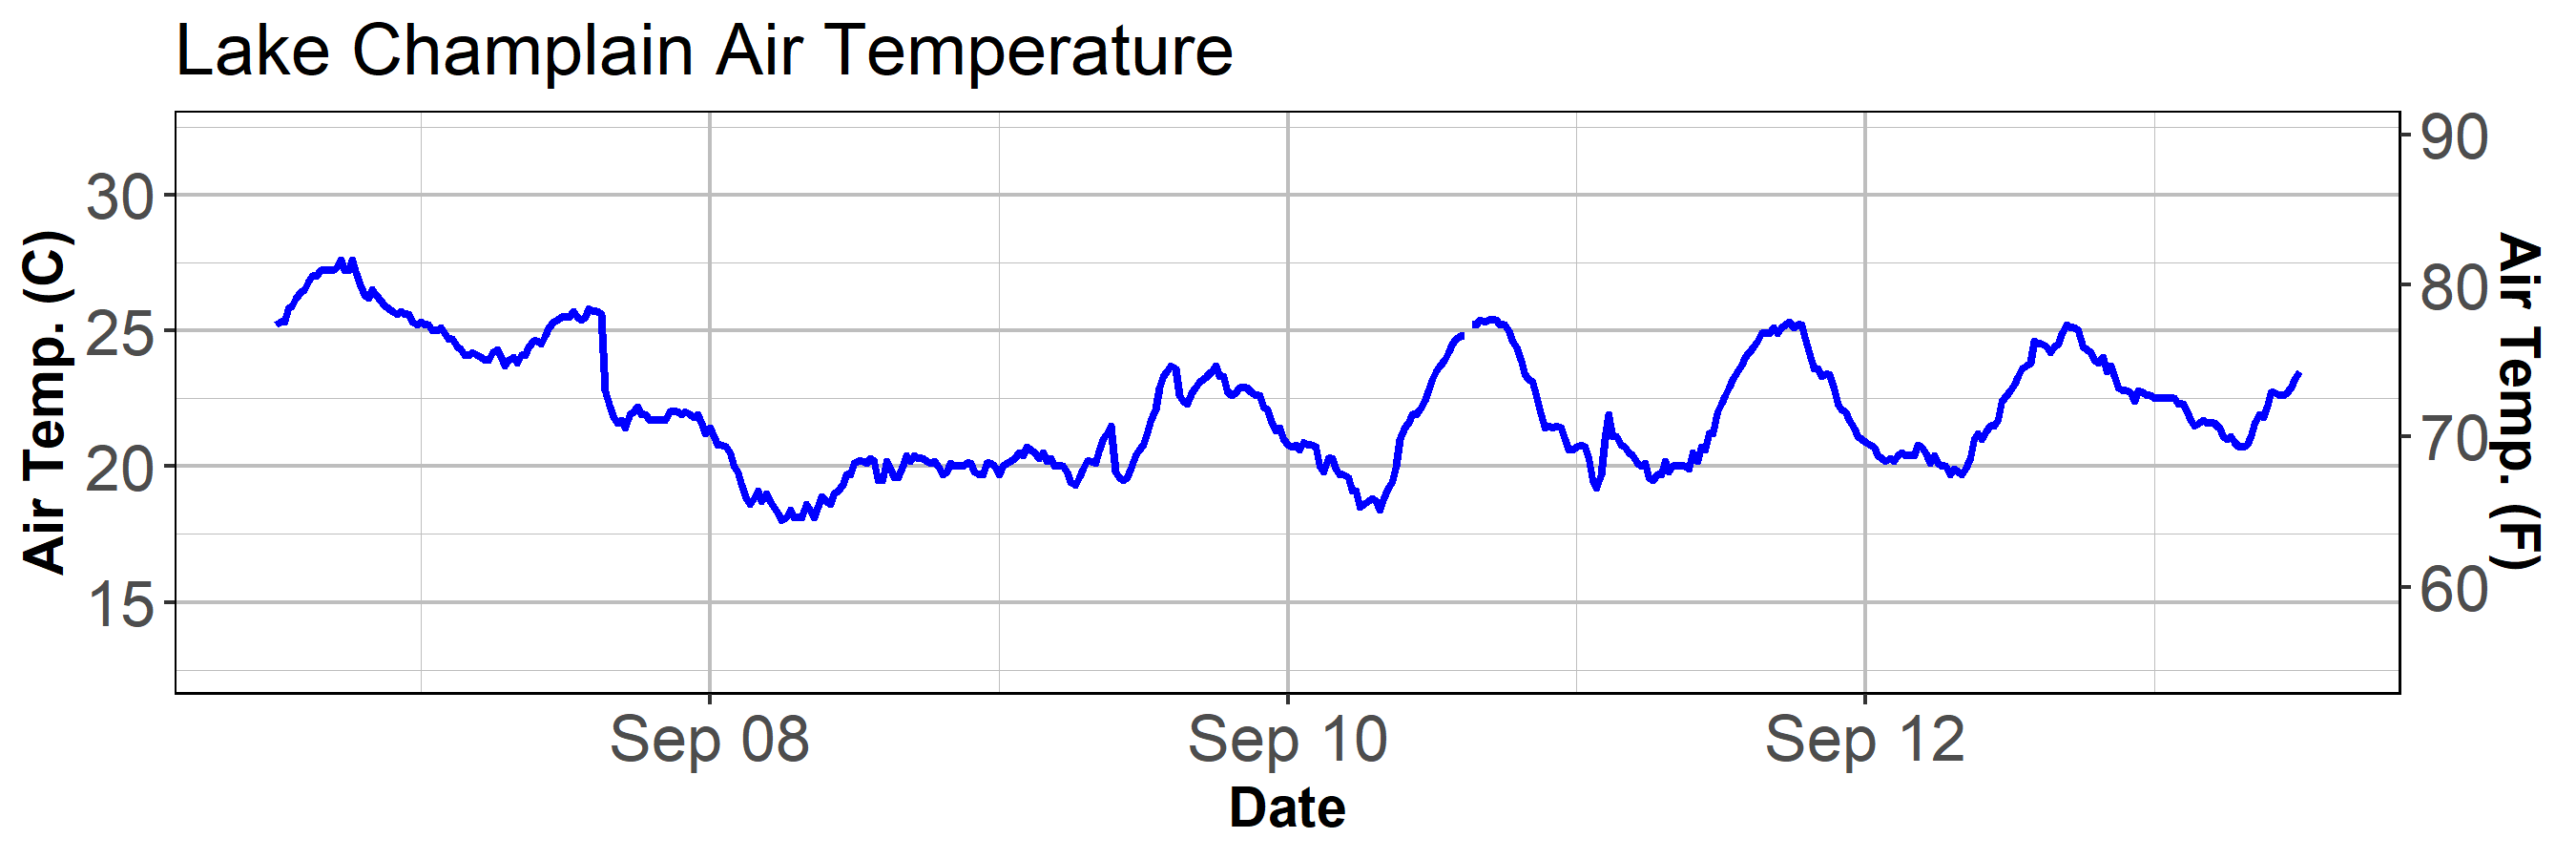 Lake Champlain Air Temperature
Air Temp. (C)
30
25
20
15
90
80
70
60
Air Temp. (F)
Sep 08
Sep 10
Sep 12
Date